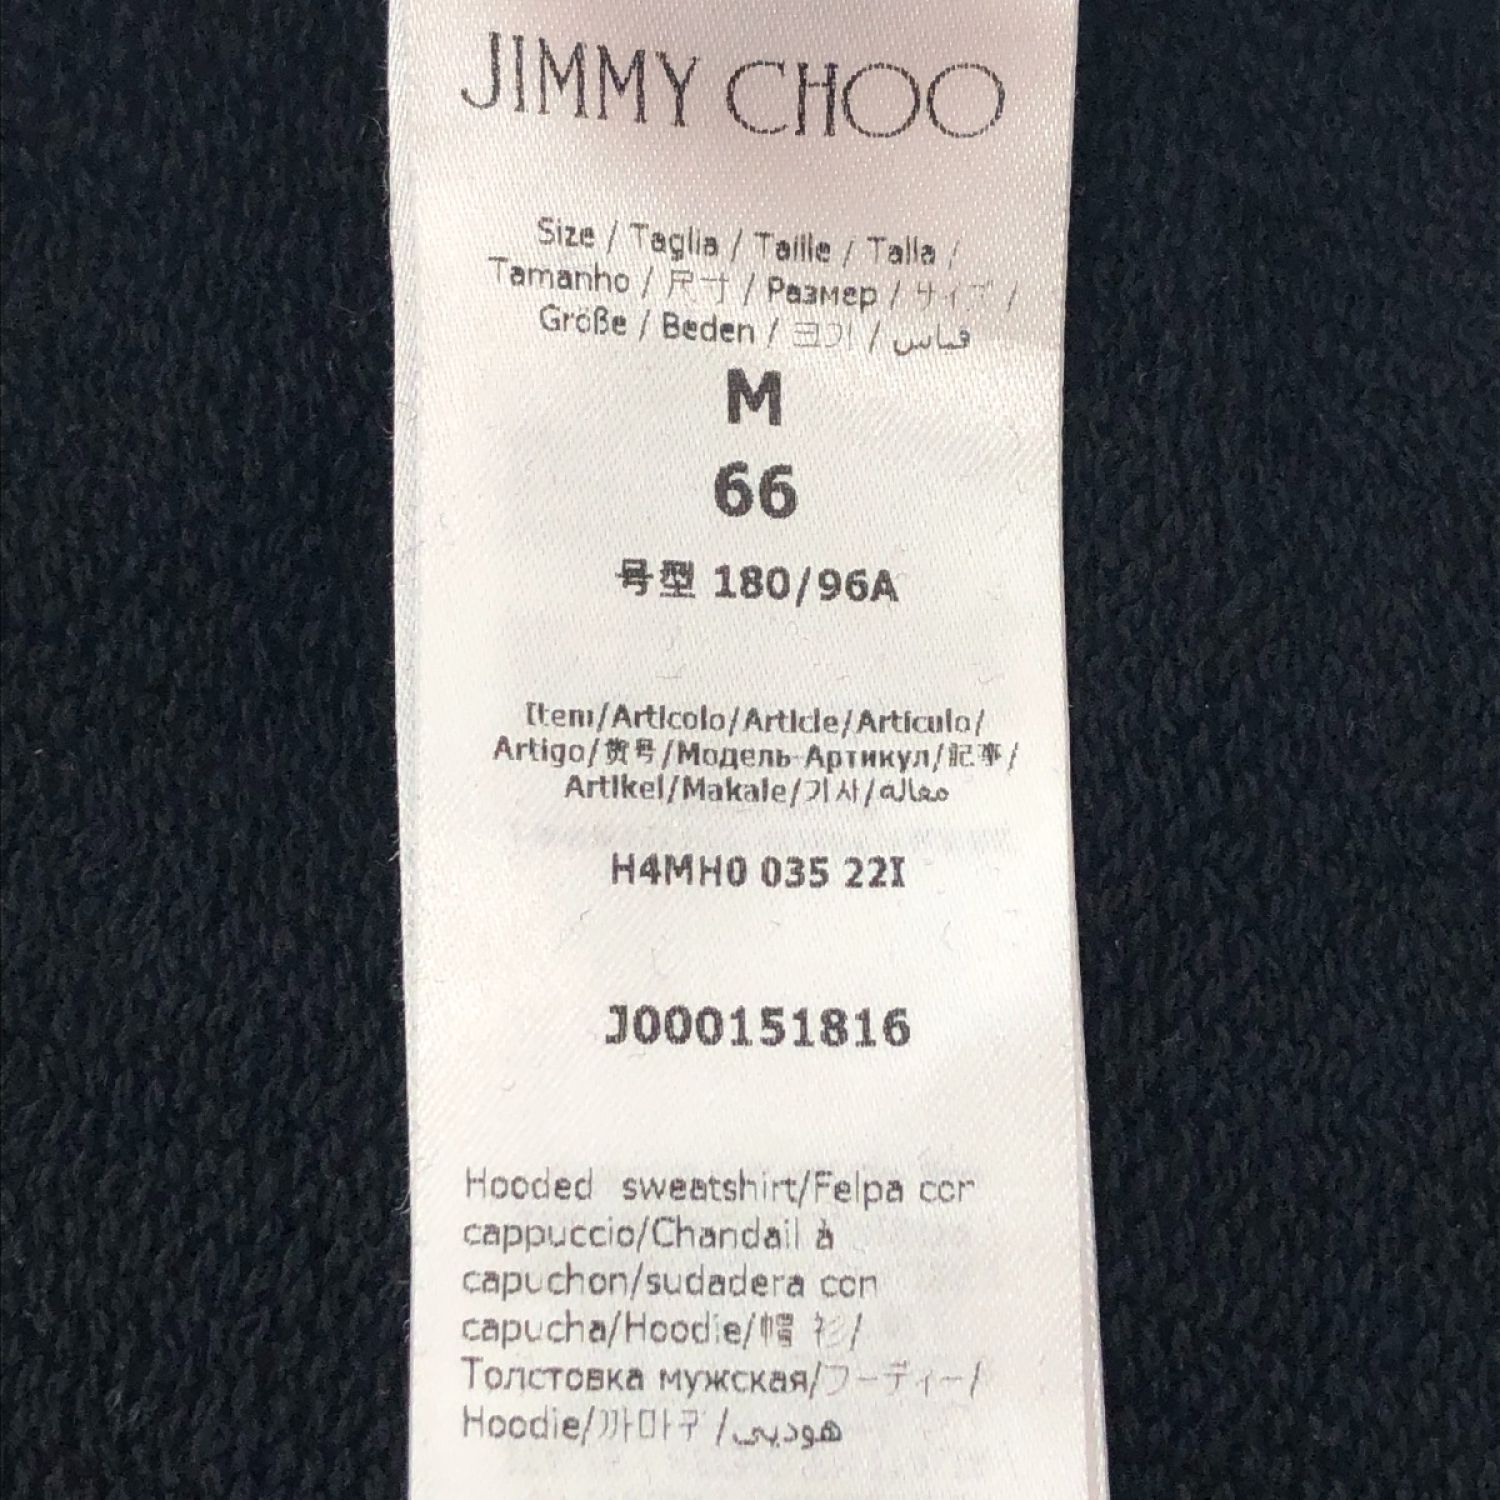 JIMMY CHOO
Size / Taglia / Taille / Talla /
Tamanho / 尺寸 / Размер / サイズ /
Größe / Beden / 크기 / قياس
M
66
号型 180/96A
Item/Articolo/Article/Artículo/
Artigo/货号/Модель-Артикул/記事/
Artikel/Makale/기사/مقالة
H4MH0 035 22I
J000151816
Hooded sweatshirt/Felpa con
cappuccio/Chandail à
capuchon/sudadera con
capucha/Hoodie/帽衫/
Толстовка мужская/フーディー/
Hoodie/까마귀 /هوديي